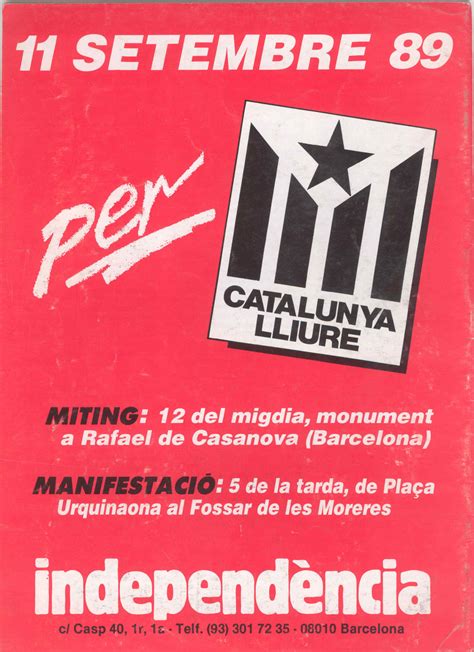 11 SETEMBRE 89
per
CATALUNYA
LLIURE
MITING: 12 del migdia, monument
a Rafael de Casanova (Barcelona)
MANIFESTACIÓ: 5 de la tarda, de Plaça
Urquinaona al Fossar de les Moreres
independència
c/ Casp 40, 1r, 1a - Telf. (93) 301 72 35 - 08010 Barcelona